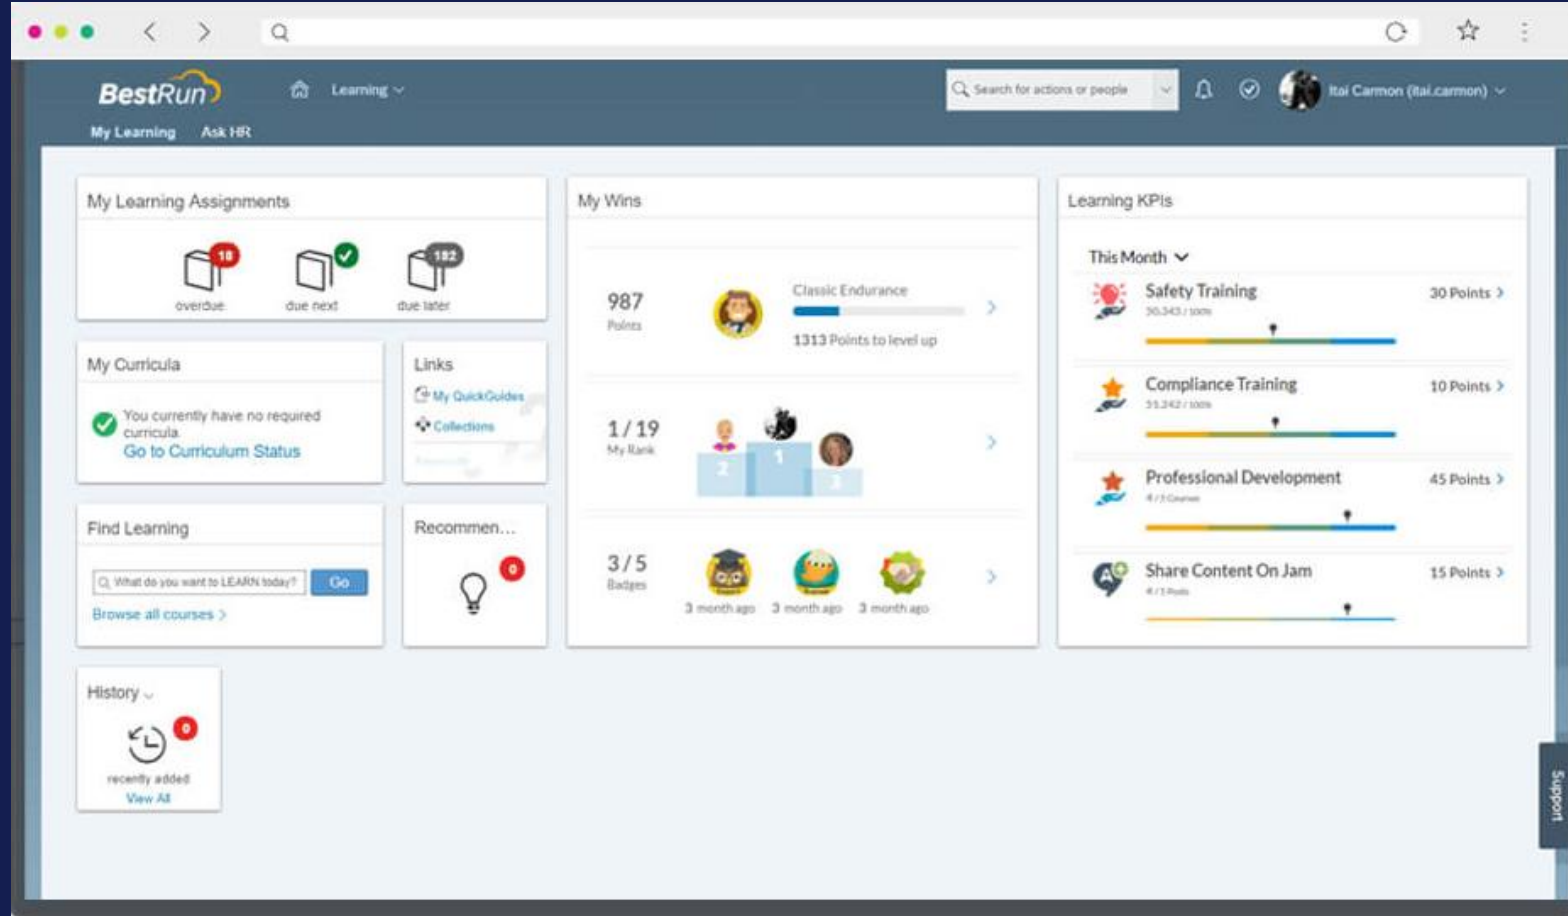 BestRun
Learning
Search for actions or people
Itai Carmon (itai.carmon)
My Learning
Ask HR
My Learning Assignments
18
overdue
due next
182
due later
My Curricula
You currently have no required
curricula.
Go to Curriculum Status
Links
My QuickGuides
Collections
Find Learning
What do you want to LEARN today?
Go
Browse all courses >
Recommen...
0
History
0
recently added
View All
My Wins
987
Points
Classic Endurance
1313 Points to level up
1 / 19
My Rank
2
1
3
3 / 5
Badges
3 month ago
3 month ago
3 month ago
Learning KPIs
This Month
Safety Training
30 Points >
Compliance Training
10 Points >
Professional Development
45 Points >
Share Content On Jam
15 Points >
Support